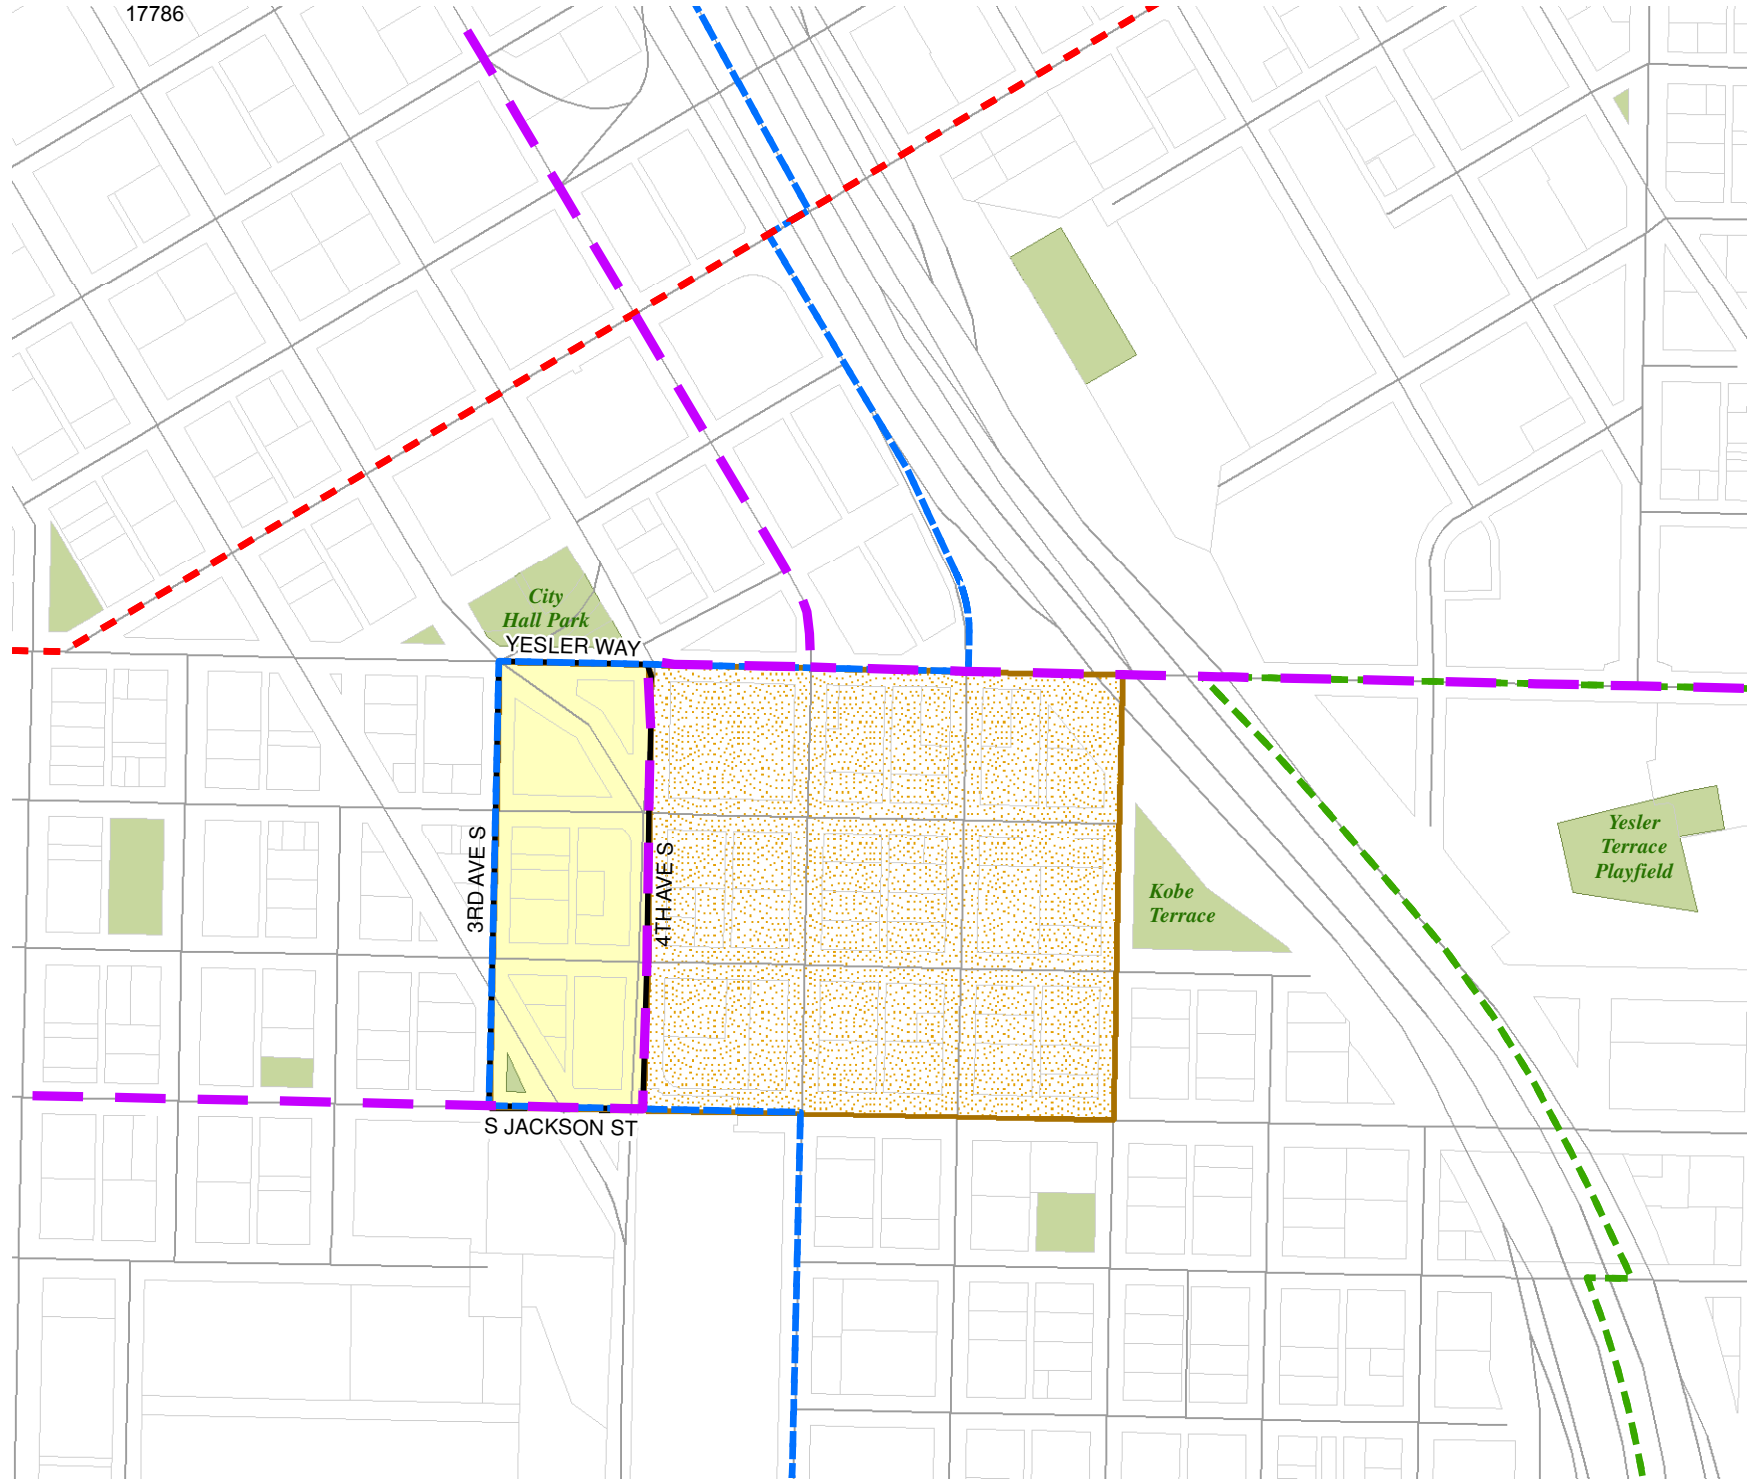 17786
City
Hall Park
YESLER WAY
3RD AVE S
4TH AVE S
Yesler
Terrace
Playfield
Kobe
Terrace
S JACKSON ST